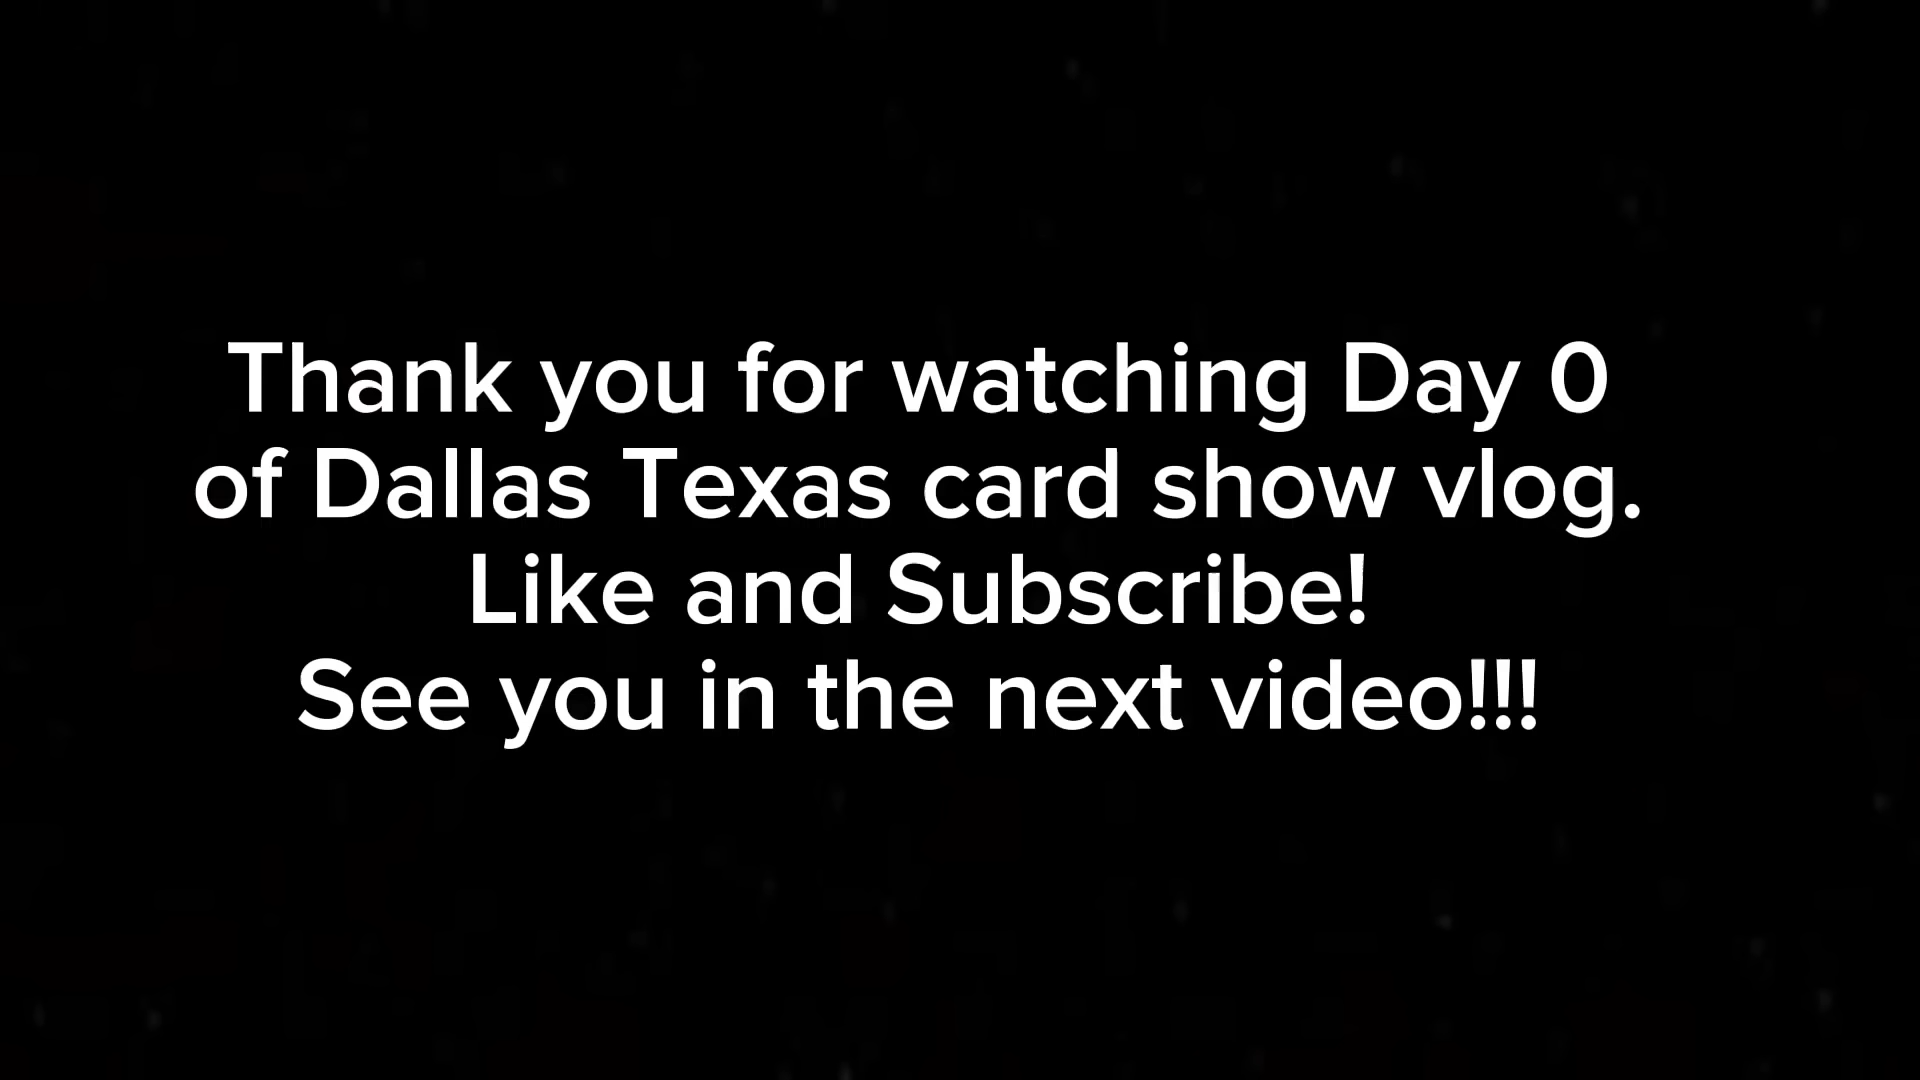 Thank you for watching Day 0
of Dallas Texas card show vlog.
Like and Subscribe!
See you in the next video!!!